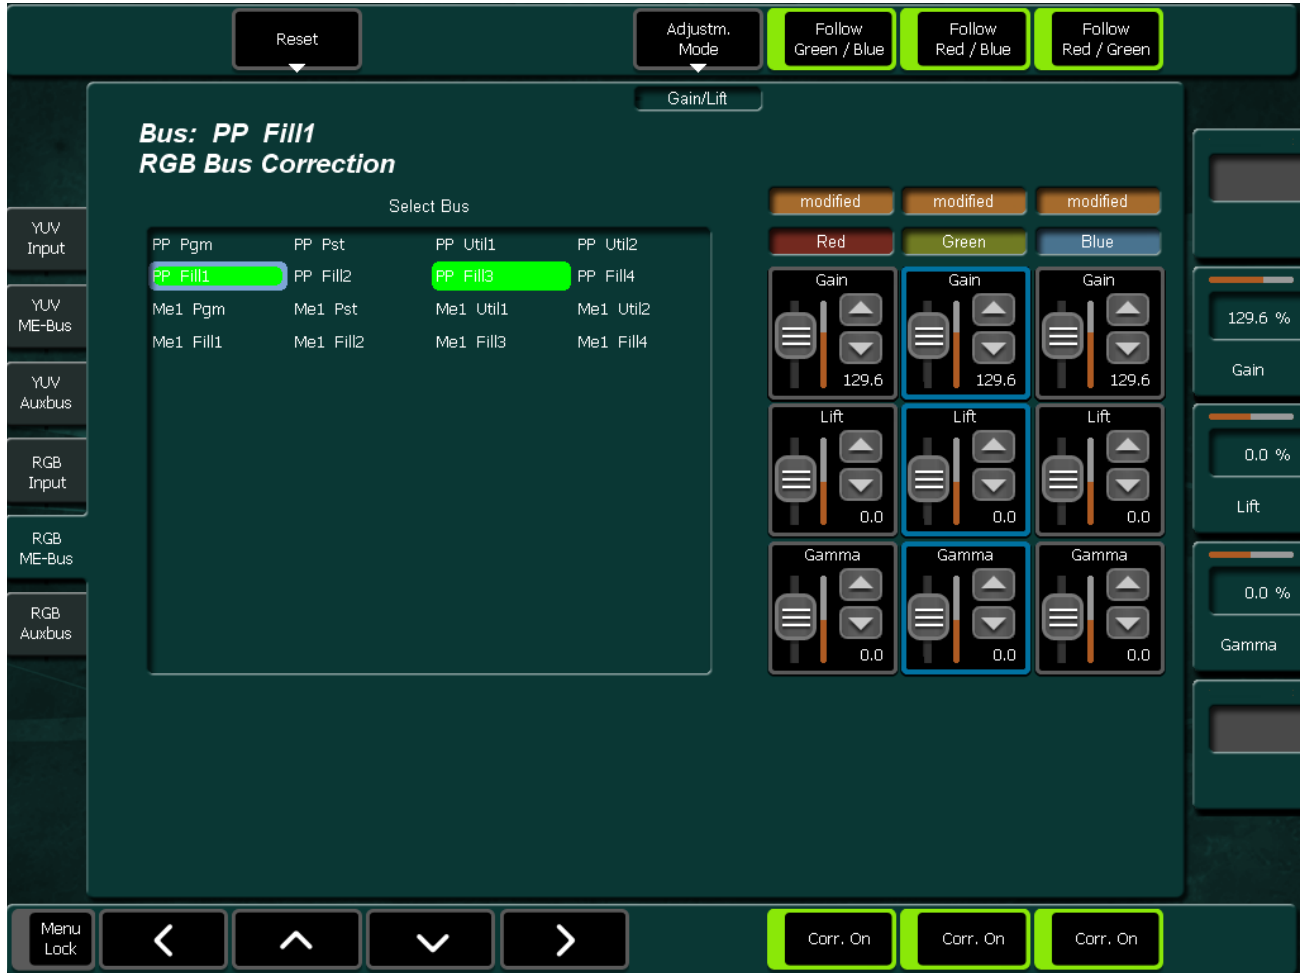 Reset
Adjustm.
Mode
Follow
Green / Blue
Follow
Red / Blue
Follow
Red / Green
Gain/Lift
Bus: PP Fill1
RGB Bus Correction
Select Bus
PP Pgm PP Pst PP Util1 PP Util2
PP Fill1 PP Fill2 PP Fill3 PP Fill4
Me1 Pgm Me1 Pst Me1 Util1 Me1 Util2
Me1 Fill1 Me1 Fill2 Me1 Fill3 Me1 Fill4
YUV
Input
YUV
ME-Bus
YUV
Auxbus
RGB
Input
RGB
ME-Bus
RGB
Auxbus
modified modified modified
Red Green Blue
Gain Gain Gain
129.6 129.6 129.6
Lift Lift Lift
0.0 0.0 0.0
Gamma Gamma Gamma
0.0 0.0 0.0
129.6 %
Gain
0.0 %
Lift
0.0 %
Gamma
Menu
Lock
Corr. On Corr. On Corr. On